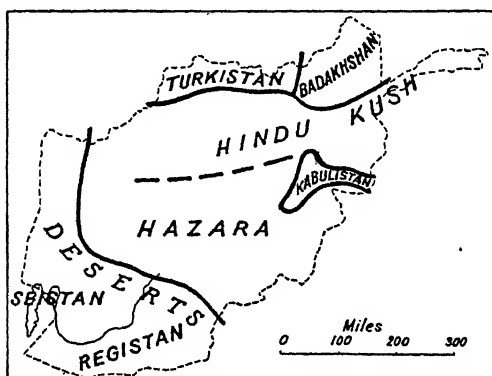 TURKISTAN
BADAKHSHAN
HINDU KUSH
KABULISTAN
HAZARA
DESERTS
SEISTAN
REGISTAN
Miles
0 100 200 300